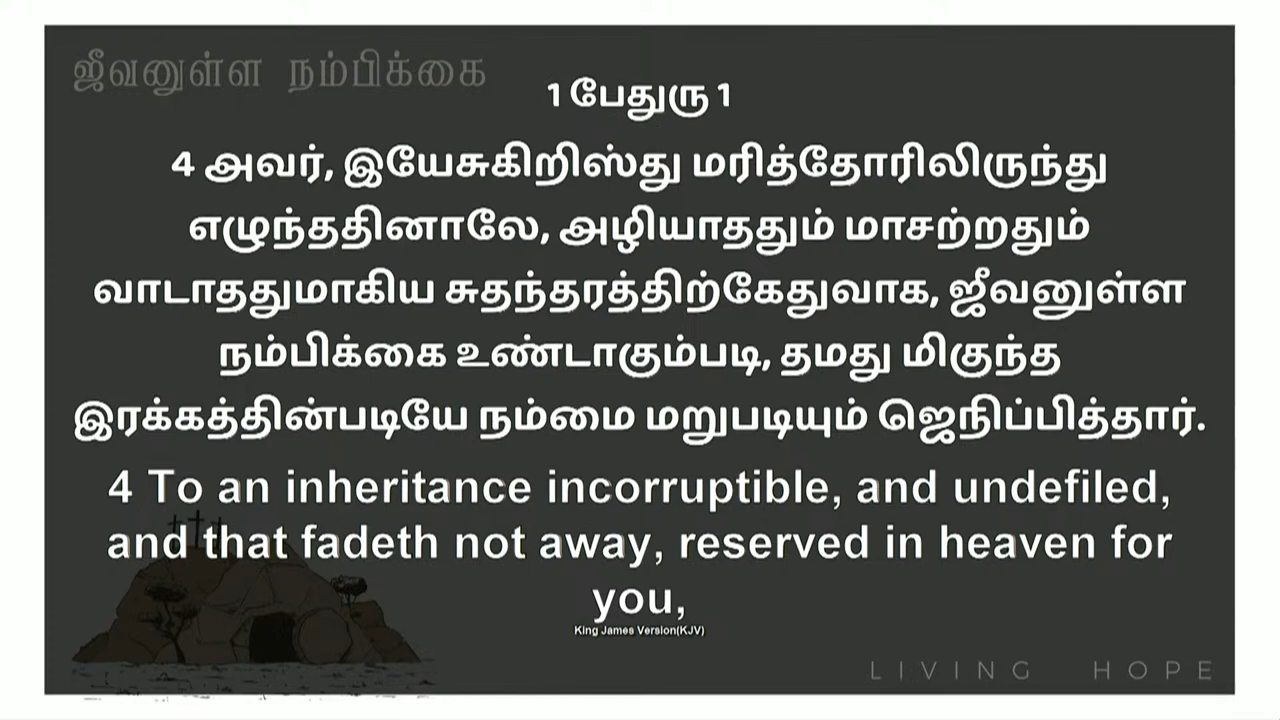 ஜீவனுள்ள நம்பிக்கை
1 பேதுரு 1
4 அவர், இயேசுகிறிஸ்து மரித்தோரிலிருந்து
எழுந்ததினாலே, அழியாததும் மாசற்றதும்
வாடாததுமாகிய சுதந்தரத்திற்கேதுவாக, ஜீவனுள்ள
நம்பிக்கை உண்டாகும்படி, தமது மிகுந்த
இரக்கத்தின்படியே நம்மை மறுபடியும் ஜெநிப்பித்தார்.
4 To an inheritance incorruptible, and undefiled,
and that fadeth not away, reserved in heaven for
you,
King James Version(KJV)
LIVING HOPE